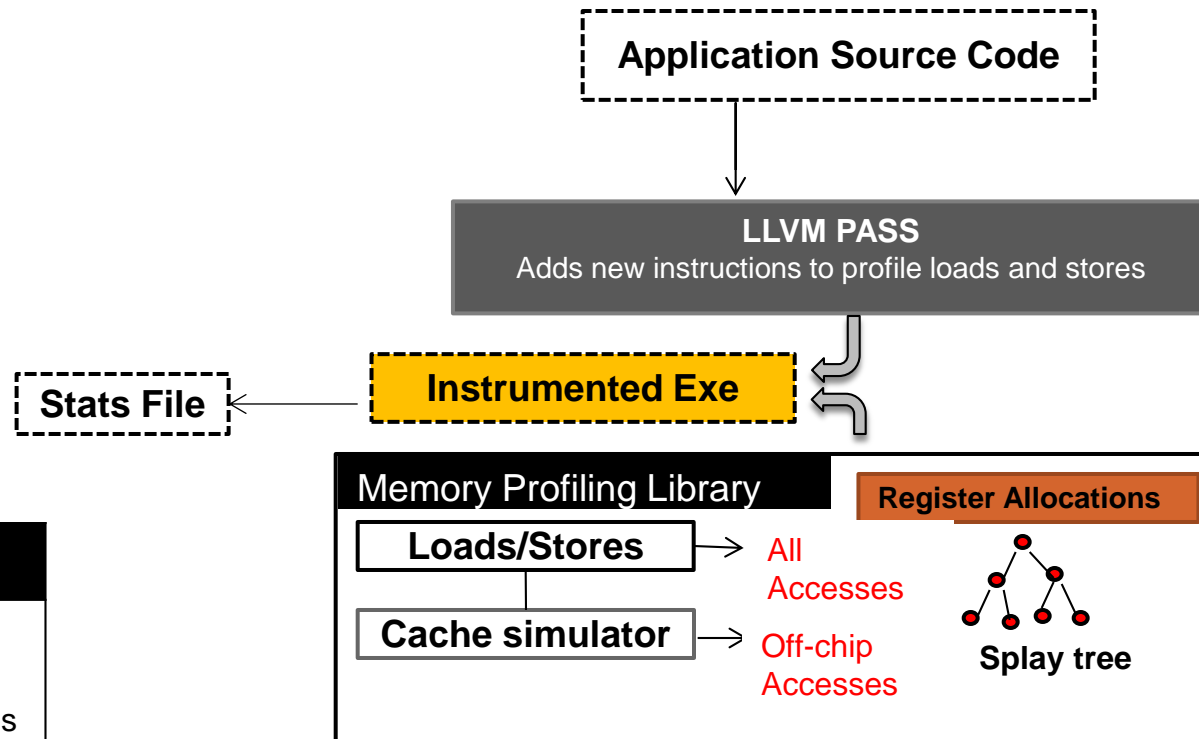 Application Source Code
LLVM PASS
Adds new instructions to profile loads and stores
Instrumented Exe
Stats File
Memory Profiling Library
Register Allocations
Loads/Stores
All
Accesses
Cache simulator
Off-chip
Accesses
Splay tree
s